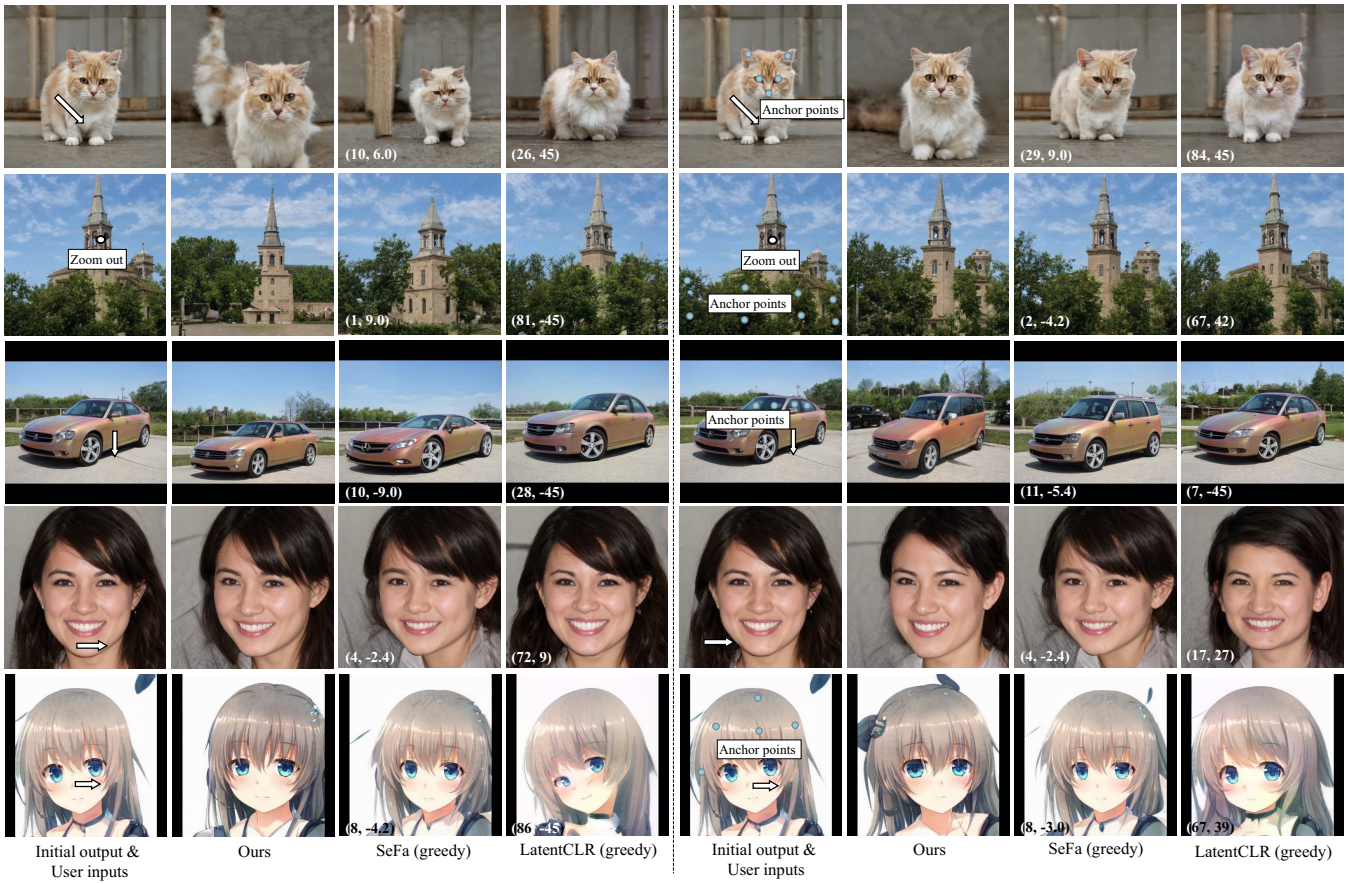 Anchor points
(10, 6.0)
(26, 45)
(29, 9.0)
(84, 45)
Zoom out
Zoom out
Anchor points
(1, 9.0)
(81, -45)
(2, -4.2)
(67, 42)
Anchor points
(10, -9.0)
(28, -45)
(11, -5.4)
(7, -45)
(4, -2.4)
(72, 9)
(4, -2.4)
(17, 27)
Anchor points
(8, -4.2)
(86, -45)
(8, -3.0)
(67, 39)
Initial output &
User inputs
Ours
SeFa (greedy)
LatentCLR (greedy)
Initial output &
User inputs
Ours
SeFa (greedy)
LatentCLR (greedy)